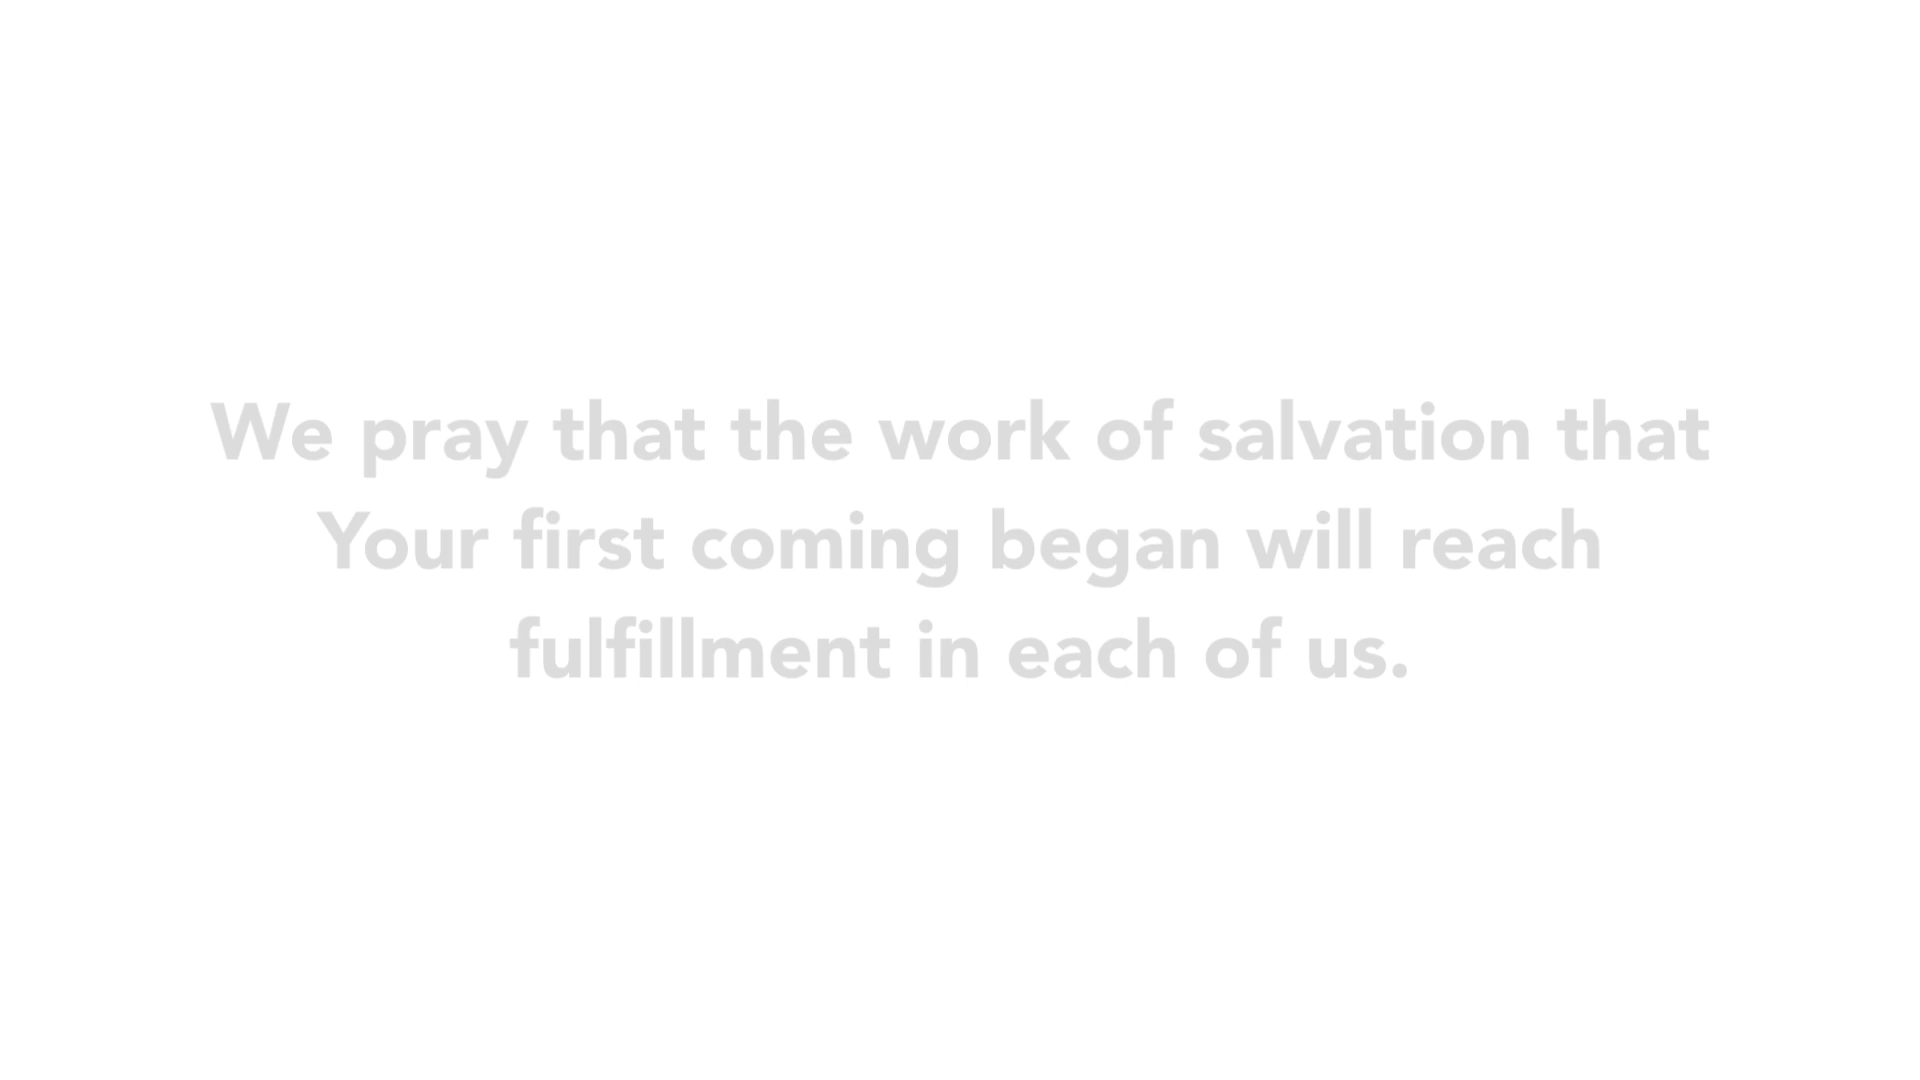 We pray that the work of salvation that
Your first coming began will reach
fulfillment in each of us.